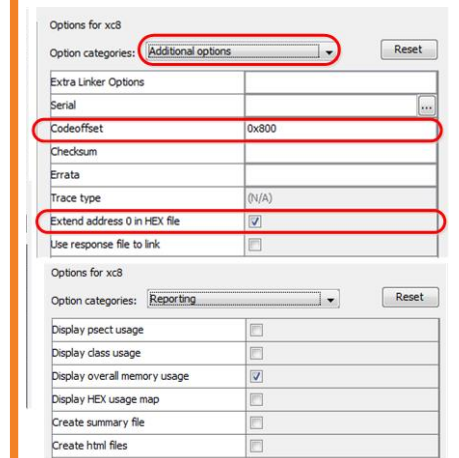 Options for xc8
Option categories: Additional options Reset
Extra Linker Options
Serial ...
Codeoffset 0x800
Checksum
Errata
Trace type (N/A)
Extend address 0 in HEX file
Use response file to link
Options for xc8
Option categories: Reporting Reset
Display psect usage
Display class usage
Display overall memory usage
Display HEX usage map
Create summary file
Create html files